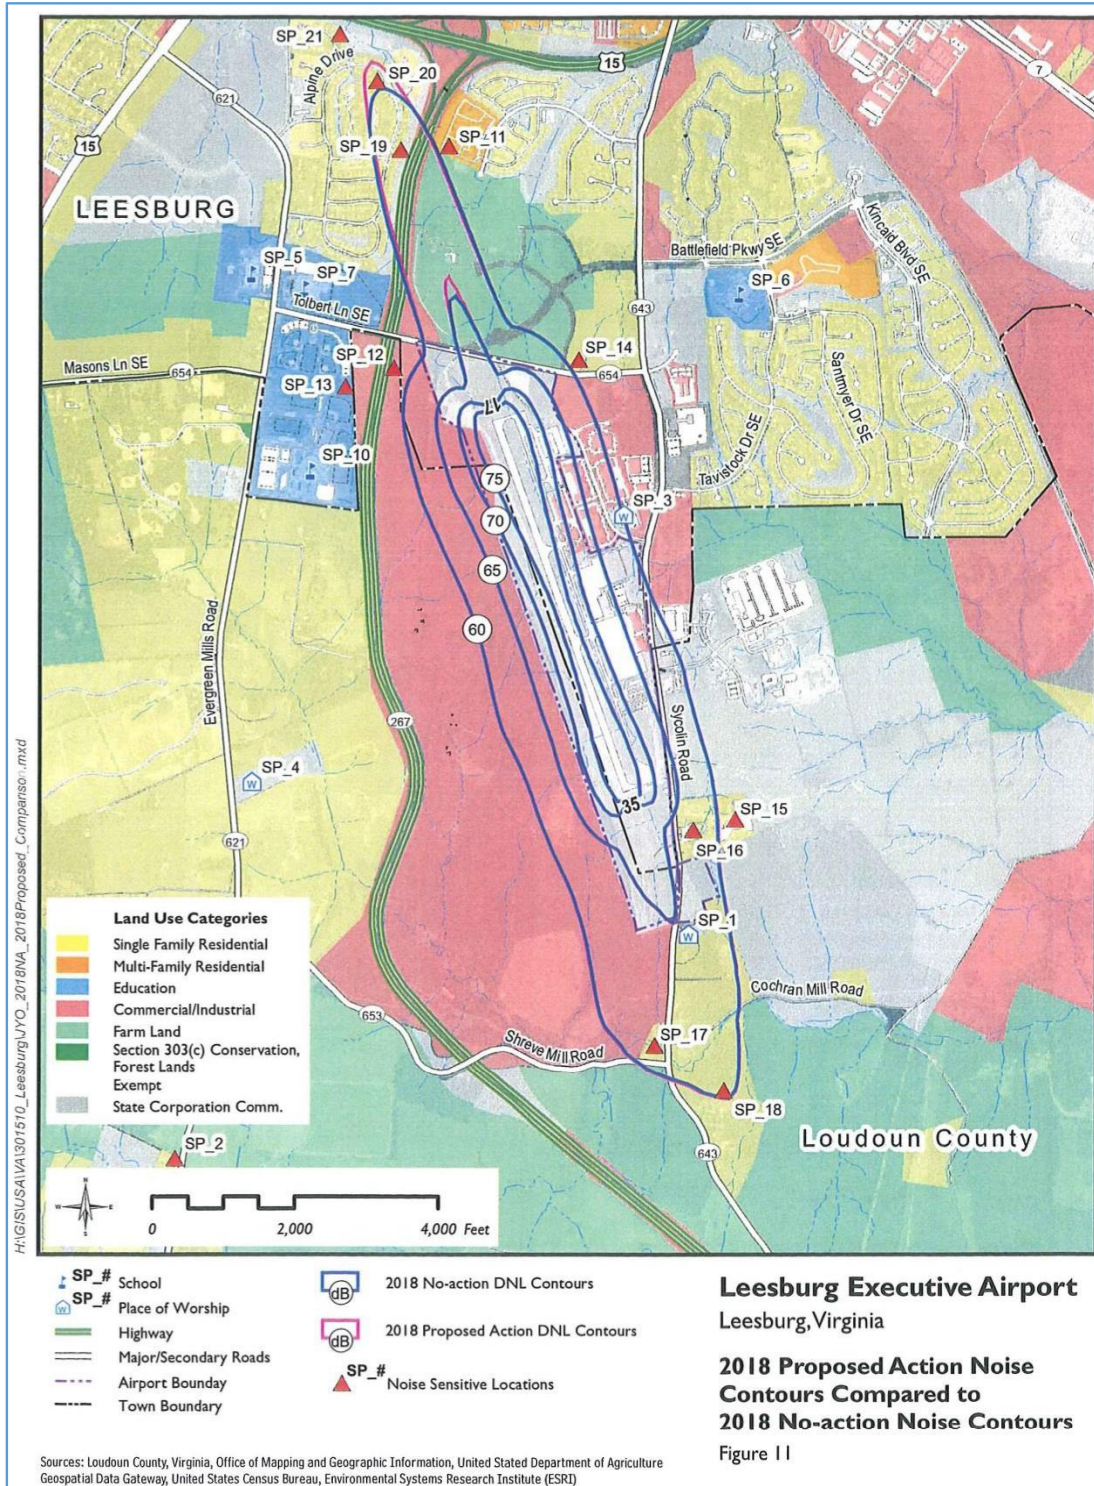 SP_21
Alpine Drive
SP_20
15
7
621
15
SP_19
SP_11
LEESBURG
Kincaid Blvd SE
Battlefield Pkwy SE
SP_5
SP_7
SP_6
Tolbert Ln SE
643
Masons Ln SE
654
SP_12
SP_14
654
SP_13
17
Santmyer Dr SE
Tavistock Dr SE
SP_10
75
SP_3
70
65
60
Evergreen Mills Road
267
Sycolin Road
SP_4
35
SP_15
SP_16
621
SP_1
Cochran Mill Road
653
Shreve Mill Road
SP_17
SP_18
643
Loudoun County
SP_2
Land Use Categories
Single Family Residential
Multi-Family Residential
Education
Commercial/Industrial
Farm Land
Section 303(c) Conservation,
Forest Lands
Exempt
State Corporation Comm.
N
W E
S
0 2,000 4,000 Feet
H:\GIS\USA\VA\301510_Leesburg\JYO_2018NA_2018Proposed_Comparison.mxd
SP_# School
SP_# Place of Worship
Highway
Major/Secondary Roads
Airport Bounday
Town Boundary
dB 2018 No-action DNL Contours
dB 2018 Proposed Action DNL Contours
SP_# Noise Sensitive Locations
Leesburg Executive Airport
Leesburg, Virginia
2018 Proposed Action Noise
Contours Compared to
2018 No-action Noise Contours
Figure 11
Sources: Loudoun County, Virginia, Office of Mapping and Geographic Information, United Stated Department of Agriculture
Geospatial Data Gateway, United States Census Bureau, Environmental Systems Research Institute (ESRI)